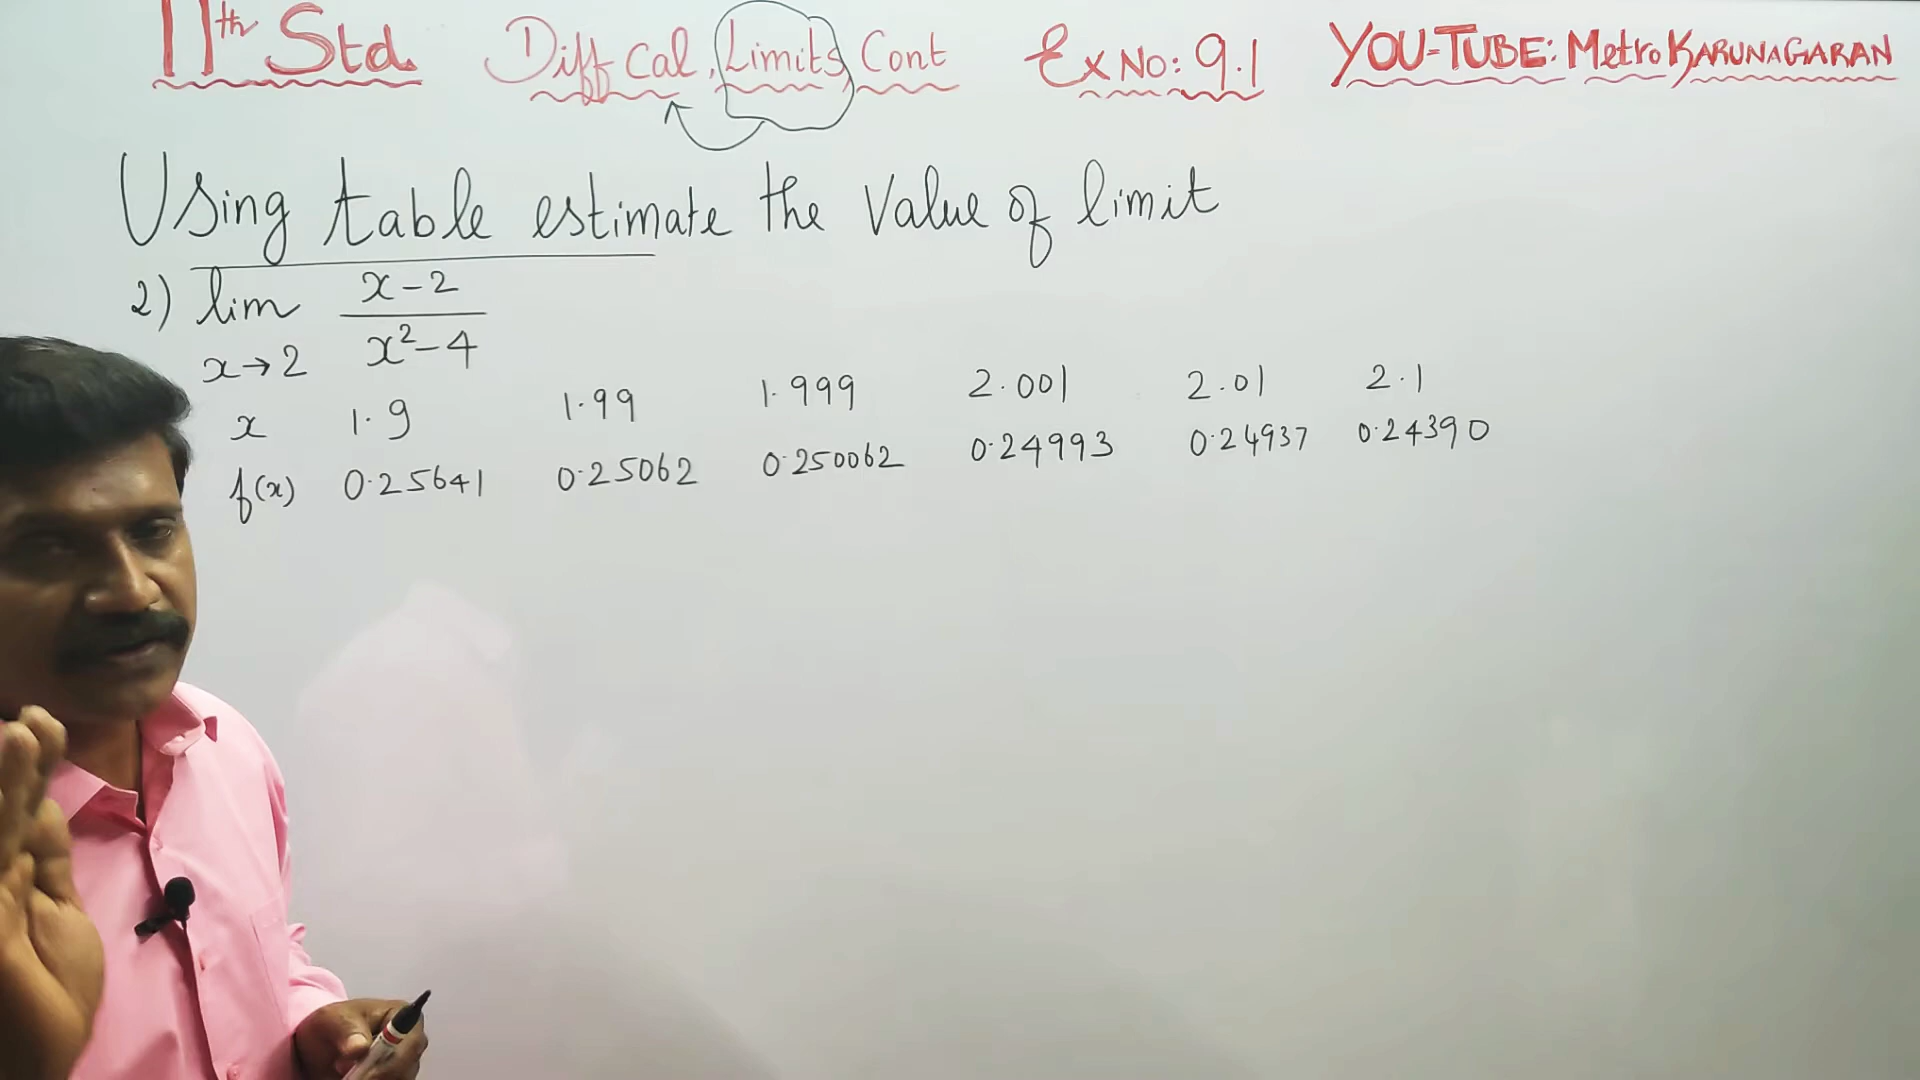 11th Std. Diff Cal, Limits, Cont Ex No: 9.1 YOU-TUBE: Metro KARUNAGARAN
Using table estimate the Value of limit
2) lim x-2
x→2 x²-4
x 1.9 1.99 1.999 2.001 2.01 2.1
f(x) 0.25641 0.25062 0.250062 0.24993 0.24937 0.24390